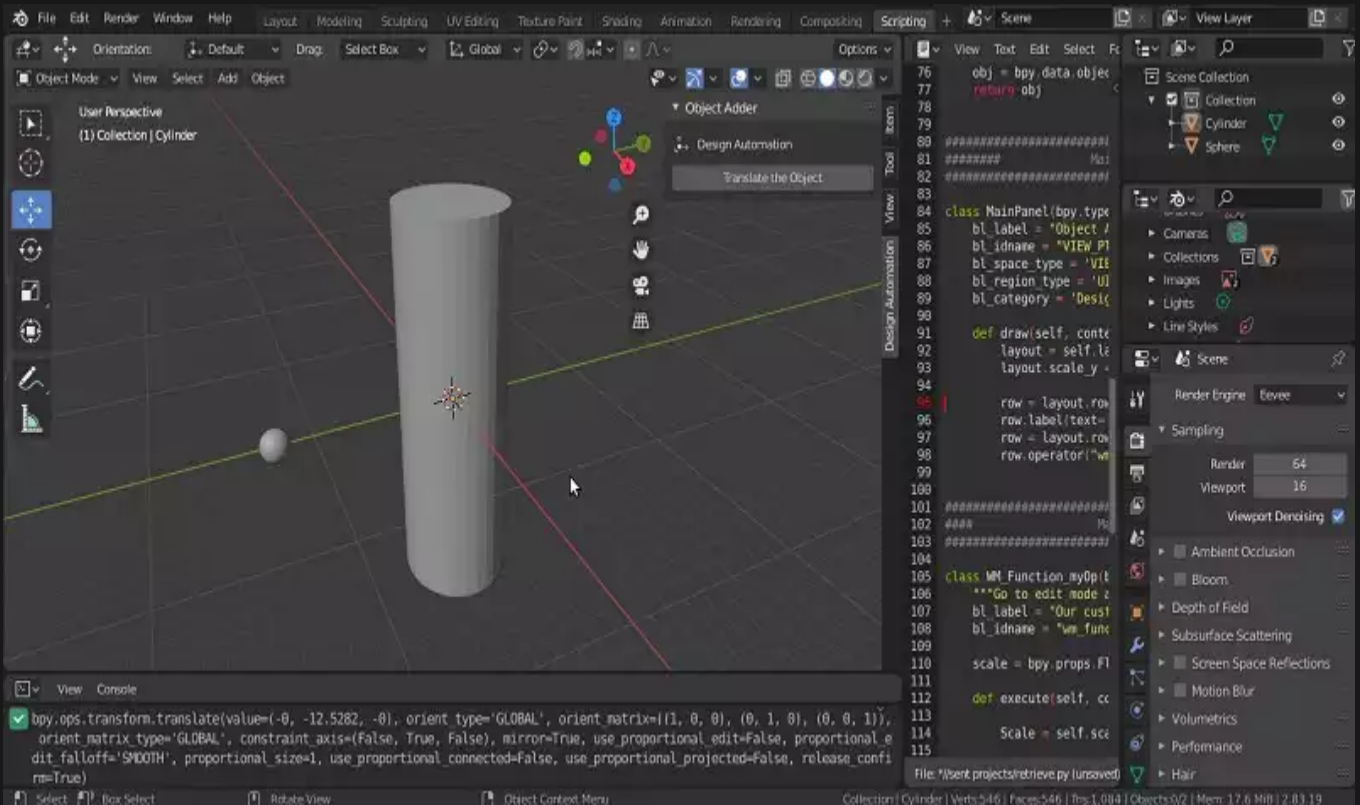 File Edit Render Window Help
Layout Modeling Sculpting UV Editing Texture Paint Shading Animation Rendering Compositing Scripting +
Scene
View Layer
Orientation: Default Drag: Select Box Global Options
Object Mode View Select Add Object
User Perspective
(1) Collection | Cylinder
Object Adder
Design Automation
Translate the Object
Item
Tool
View
Design Automation
Z
Y
X
View Text Edit Select Fo
76 obj = bpy.data.objec
77 return obj
78
79
80 ########################
81 ######## Mai
82 ########################
83
84 class MainPanel(bpy.type
85 bl_label = "Object A
86 bl_idname = "VIEW_PT
87 bl_space_type = 'VIE
88 bl_region_type = 'UI
89 bl_category = 'Desig
90
91 def draw(self, conte
92 layout = self.la
93 layout.scale_y =
94
95 row = layout.row
96 row.label(text=
97 row = layout.row
98 row.operator("wm
99
100
101 ########################
102 #### Ma
103 ########################
104
105 class WM_Function_myOp(b
106 """Go to edit mode a
107 bl_label = "Our cust
108 bl_idname = "wm_func
109
110 scale = bpy.props.Fl
111
112 def execute(self, co
113
114 Scale = self.sca
115
File: *//sent projects/retrieve.py (unsaved)
Scene Collection
Collection
Cylinder
Sphere
Cameras
Collections
Images
Lights
Line Styles
Scene
Render Engine Eevee
Sampling
Render 64
Viewport 16
Viewport Denoising
Ambient Occlusion
Bloom
Depth of Field
Subsurface Scattering
Screen Space Reflections
Motion Blur
Volumetrics
Performance
Hair
View Console
bpy.ops.transform.translate(value=(-0, -12.5282, -0), orient_type='GLOBAL', orient_matrix=((1, 0, 0), (0, 1, 0), (0, 0, 1)),
orient_matrix_type='GLOBAL', constraint_axis=(False, True, False), mirror=True, use_proportional_edit=False, proportional_e
dit_falloff='SMOOTH', proportional_size=1, use_proportional_connected=False, use_proportional_projected=False, release_confi
rm=True)
Select Box Select Rotate View Object Context Menu Collection | Cylinder | Verts:546 | Faces:546 | Tris:1,084 | Objects:0/2 | Mem: 17.6 MiB | 2.83.19